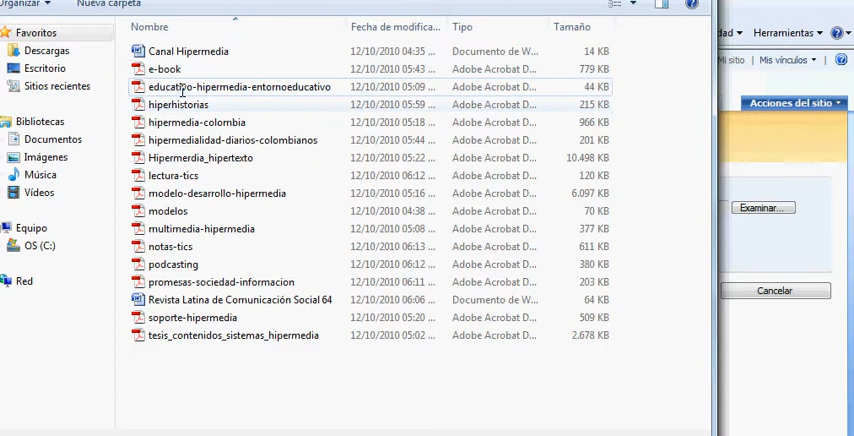 Organizar Nueva carpeta
Nombre Fecha de modifica... Tipo Tamaño
Favoritos
Descargas
Escritorio
Sitios recientes
Bibliotecas
Documentos
Imágenes
Música
Vídeos
Equipo
OS (C:)
Red
Canal Hipermedia 12/10/2010 04:35 ... Documento de W... 14 KB
e-book 12/10/2010 05:43 ... Adobe Acrobat D... 779 KB
educativo-hipermedia-entornoeducativo 12/10/2010 05:09 ... Adobe Acrobat D... 44 KB
hiperhistorias 12/10/2010 05:59 ... Adobe Acrobat D... 215 KB
hipermedia-colombia 12/10/2010 05:18 ... Adobe Acrobat D... 966 KB
hipermedialidad-diarios-colombianos 12/10/2010 05:44 ... Adobe Acrobat D... 201 KB
Hipermerdia_hipertexto 12/10/2010 05:22 ... Adobe Acrobat D... 10.498 KB
lectura-tics 12/10/2010 06:12 ... Adobe Acrobat D... 120 KB
modelo-desarrollo-hipermedia 12/10/2010 05:16 ... Adobe Acrobat D... 6.097 KB
modelos 12/10/2010 04:38 ... Adobe Acrobat D... 70 KB
multimedia-hipermedia 12/10/2010 05:08 ... Adobe Acrobat D... 377 KB
notas-tics 12/10/2010 06:13 ... Adobe Acrobat D... 611 KB
podcasting 12/10/2010 06:12 ... Adobe Acrobat D... 380 KB
promesas-sociedad-informacion 12/10/2010 06:11 ... Adobe Acrobat D... 203 KB
Revista Latina de Comunicación Social 64 12/10/2010 06:06 ... Documento de W... 64 KB
soporte-hipermedia 12/10/2010 05:20 ... Adobe Acrobat D... 509 KB
tesis_contenidos_sistemas_hipermedia 12/10/2010 05:02 ... Adobe Acrobat D... 2.678 KB
dad Herramientas
Mi sitio | Mis vínculos
Acciones del sitio
Examinar...
Cancelar